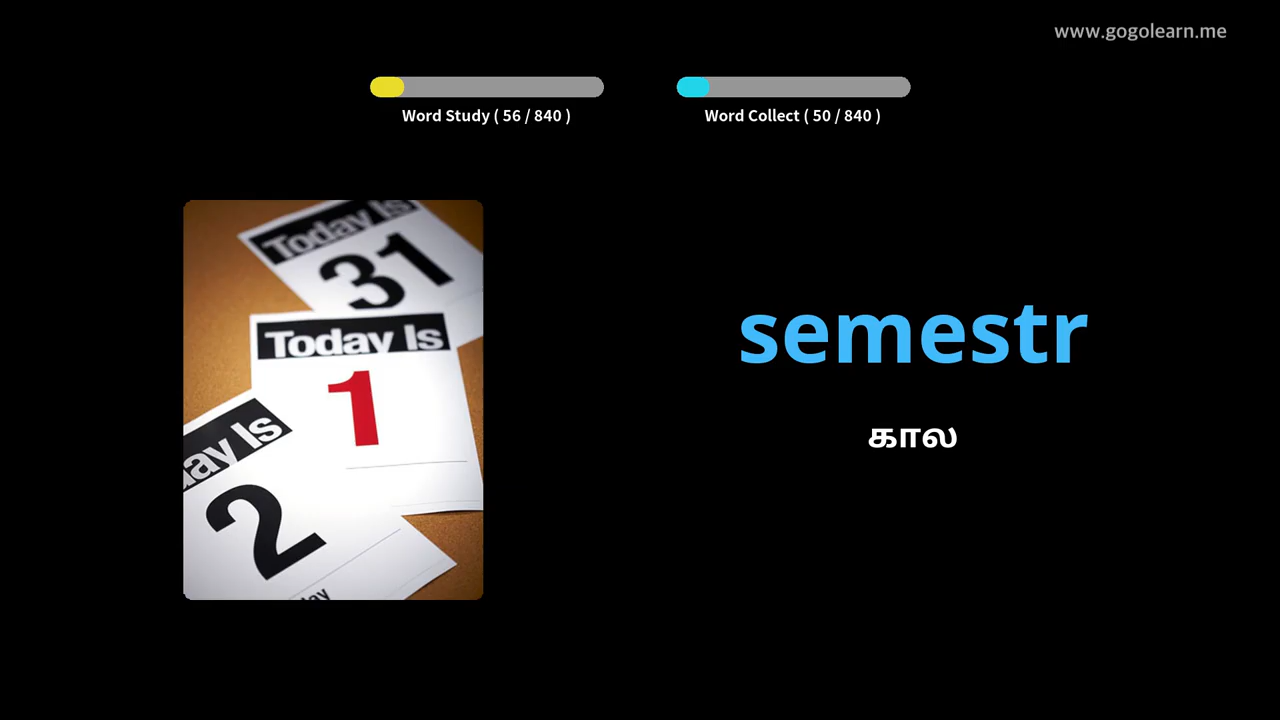 www.gogolearn.me
Word Study ( 56 / 840 )
Word Collect ( 50 / 840 )
Today Is
31
Today Is
1
day Is
2
semestr
கால